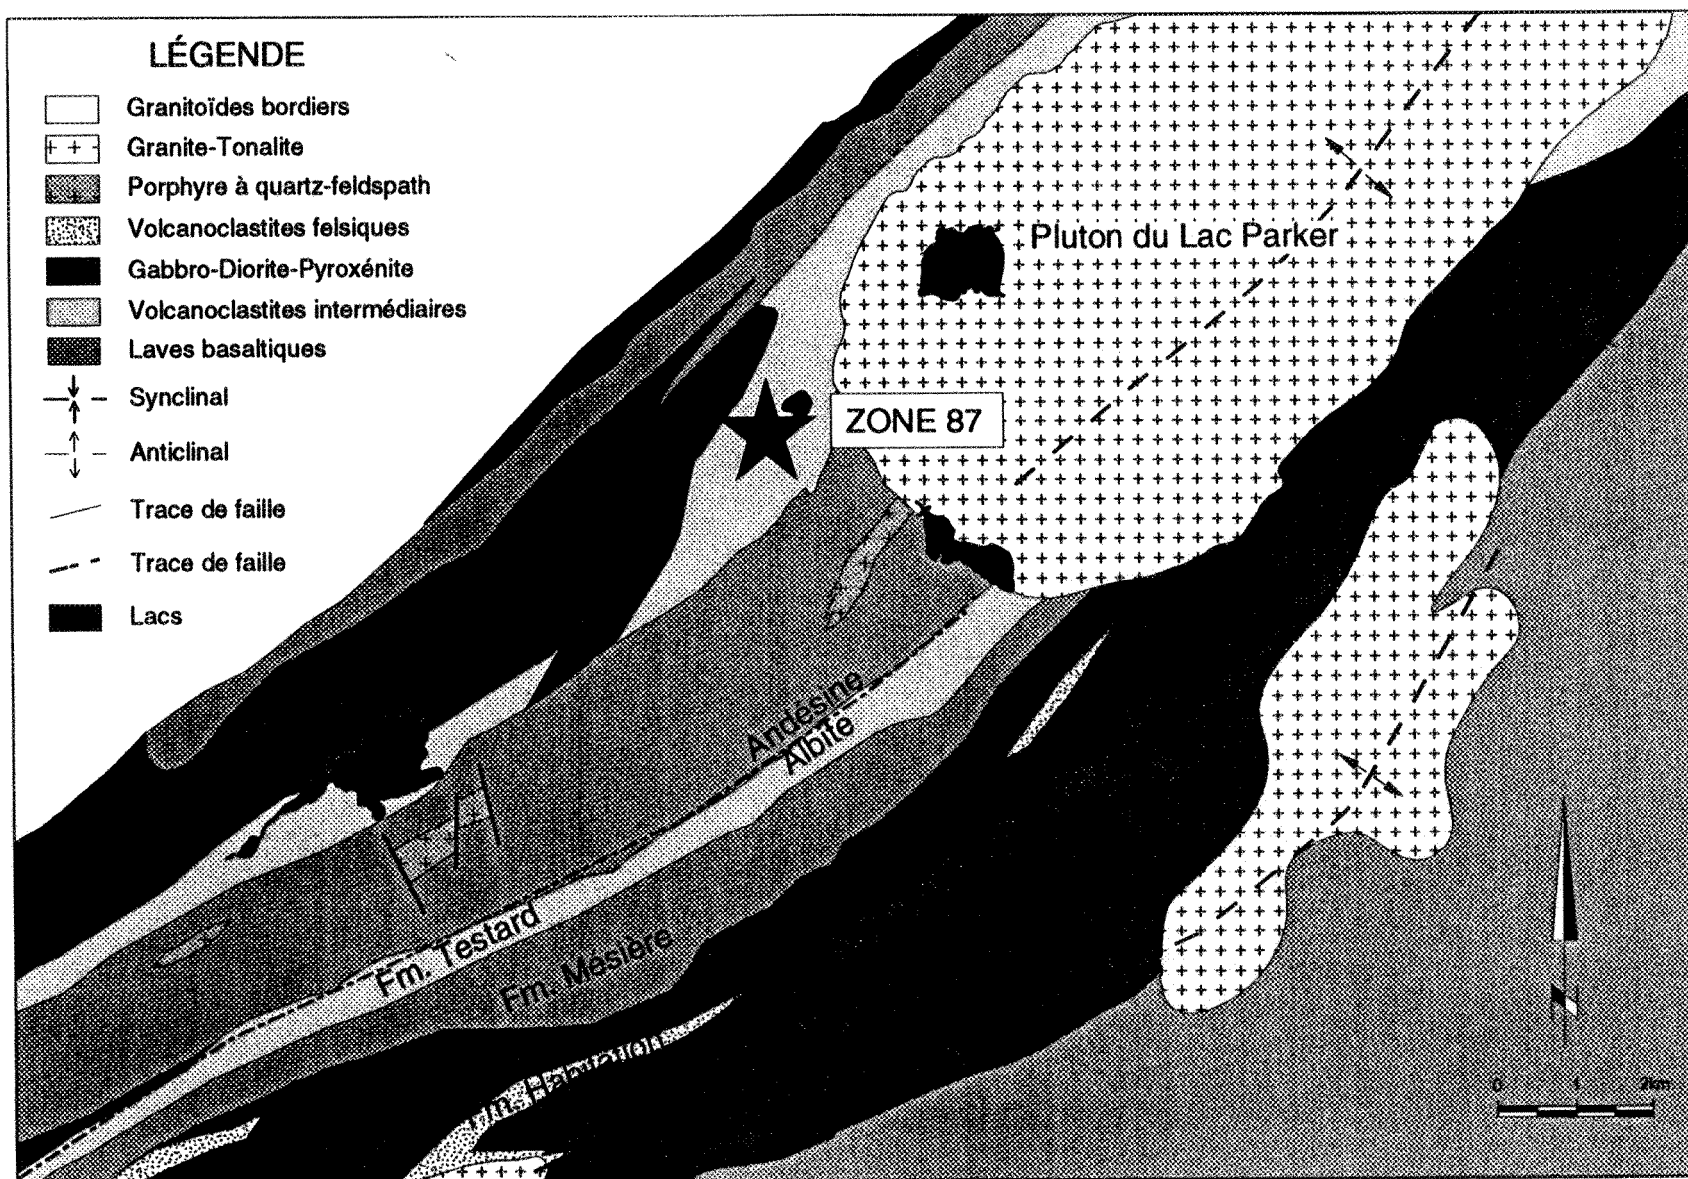 LÉGENDE
Granitoïdes bordiers
Granite-Tonalite
Porphyre à quartz-feldspath
Volcanoclastites felsiques
Gabbro-Diorite-Pyroxénite
Volcanoclastites intermédiaires
Laves basaltiques
Synclinal
Anticlinal
Trace de faille
Trace de faille
Lacs
Pluton du Lac Parker
ZONE 87
Andésine
Albite
Fm. Testard
Fm. Mésière
Fm. Habitation
N
0 1 2km